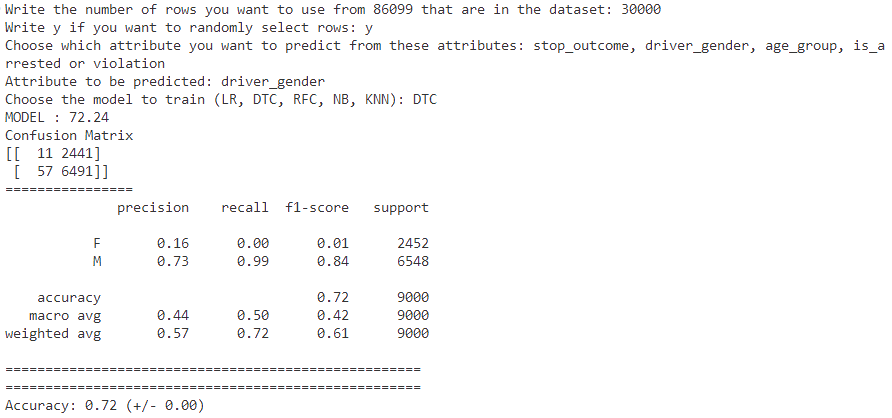 Write the number of rows you want to use from 86099 that are in the dataset: 30000
Write y if you want to randomly select rows: y
Choose which attribute you want to predict from these attributes: stop_outcome, driver_gender, age_group, is_a
rrested or violation
Attribute to be predicted: driver_gender
Choose the model to train (LR, DTC, RFC, NB, KNN): DTC
MODEL : 72.24
Confusion Matrix
[[  11 2441]
 [  57 6491]]
================
              precision    recall  f1-score   support
           F       0.16      0.00      0.01      2452
           M       0.73      0.99      0.84      6548
    accuracy                           0.72      9000
   macro avg       0.44      0.50      0.42      9000
weighted avg       0.57      0.72      0.61      9000
====================================================
====================================================
Accuracy: 0.72 (+/- 0.00)